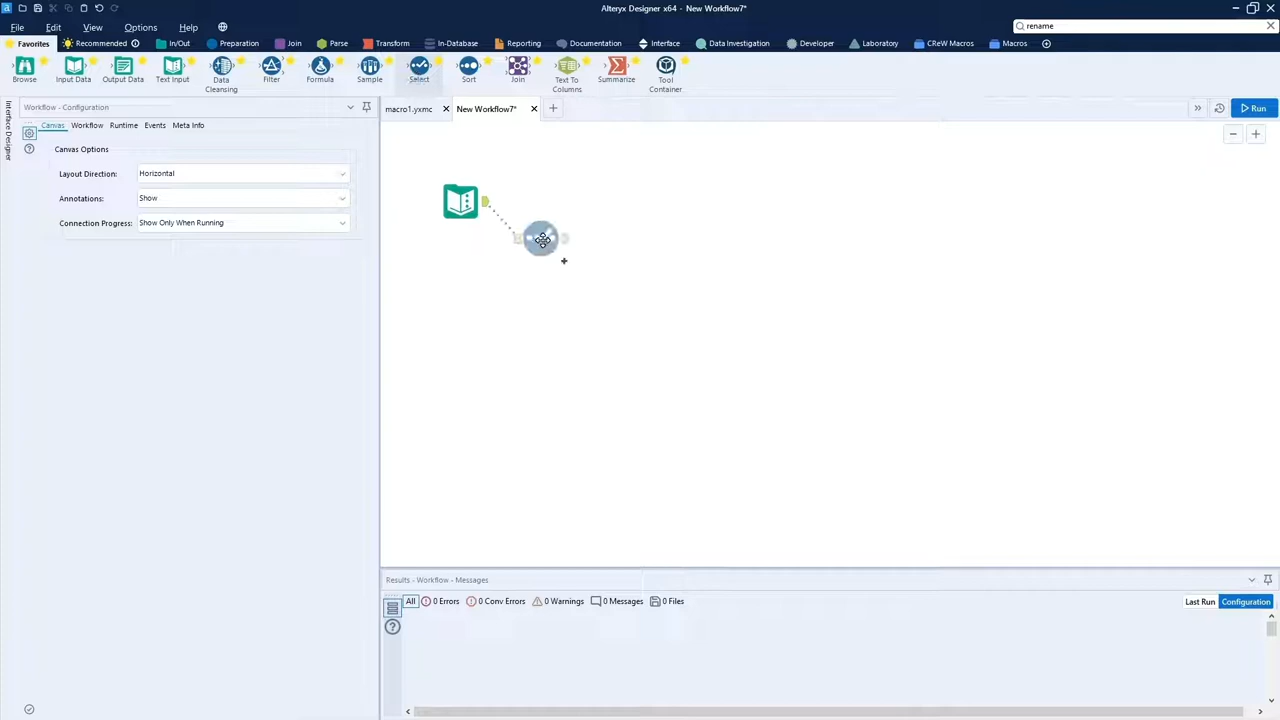 Alteryx Designer x64 - New Workflow7*
File Edit View Options Help
rename
Favorites Recommended In/Out Preparation Join Parse Transform In-Database Reporting Documentation Interface Data Investigation Developer Laboratory CReW Macros Macros
Browse Input Data Output Data Text Input Data Cleansing Filter Formula Sample Select Sort Join Text To Columns Summarize Tool Container
Interface Designer
Workflow - Configuration
macro1.yxmc New Workflow7*
Run
Canvas Workflow Runtime Events Meta Info
Canvas Options
Layout Direction: Horizontal
Annotations: Show
Connection Progress: Show Only When Running
Results - Workflow - Messages
All 0 Errors 0 Conv Errors 0 Warnings 0 Messages 0 Files
Last Run Configuration